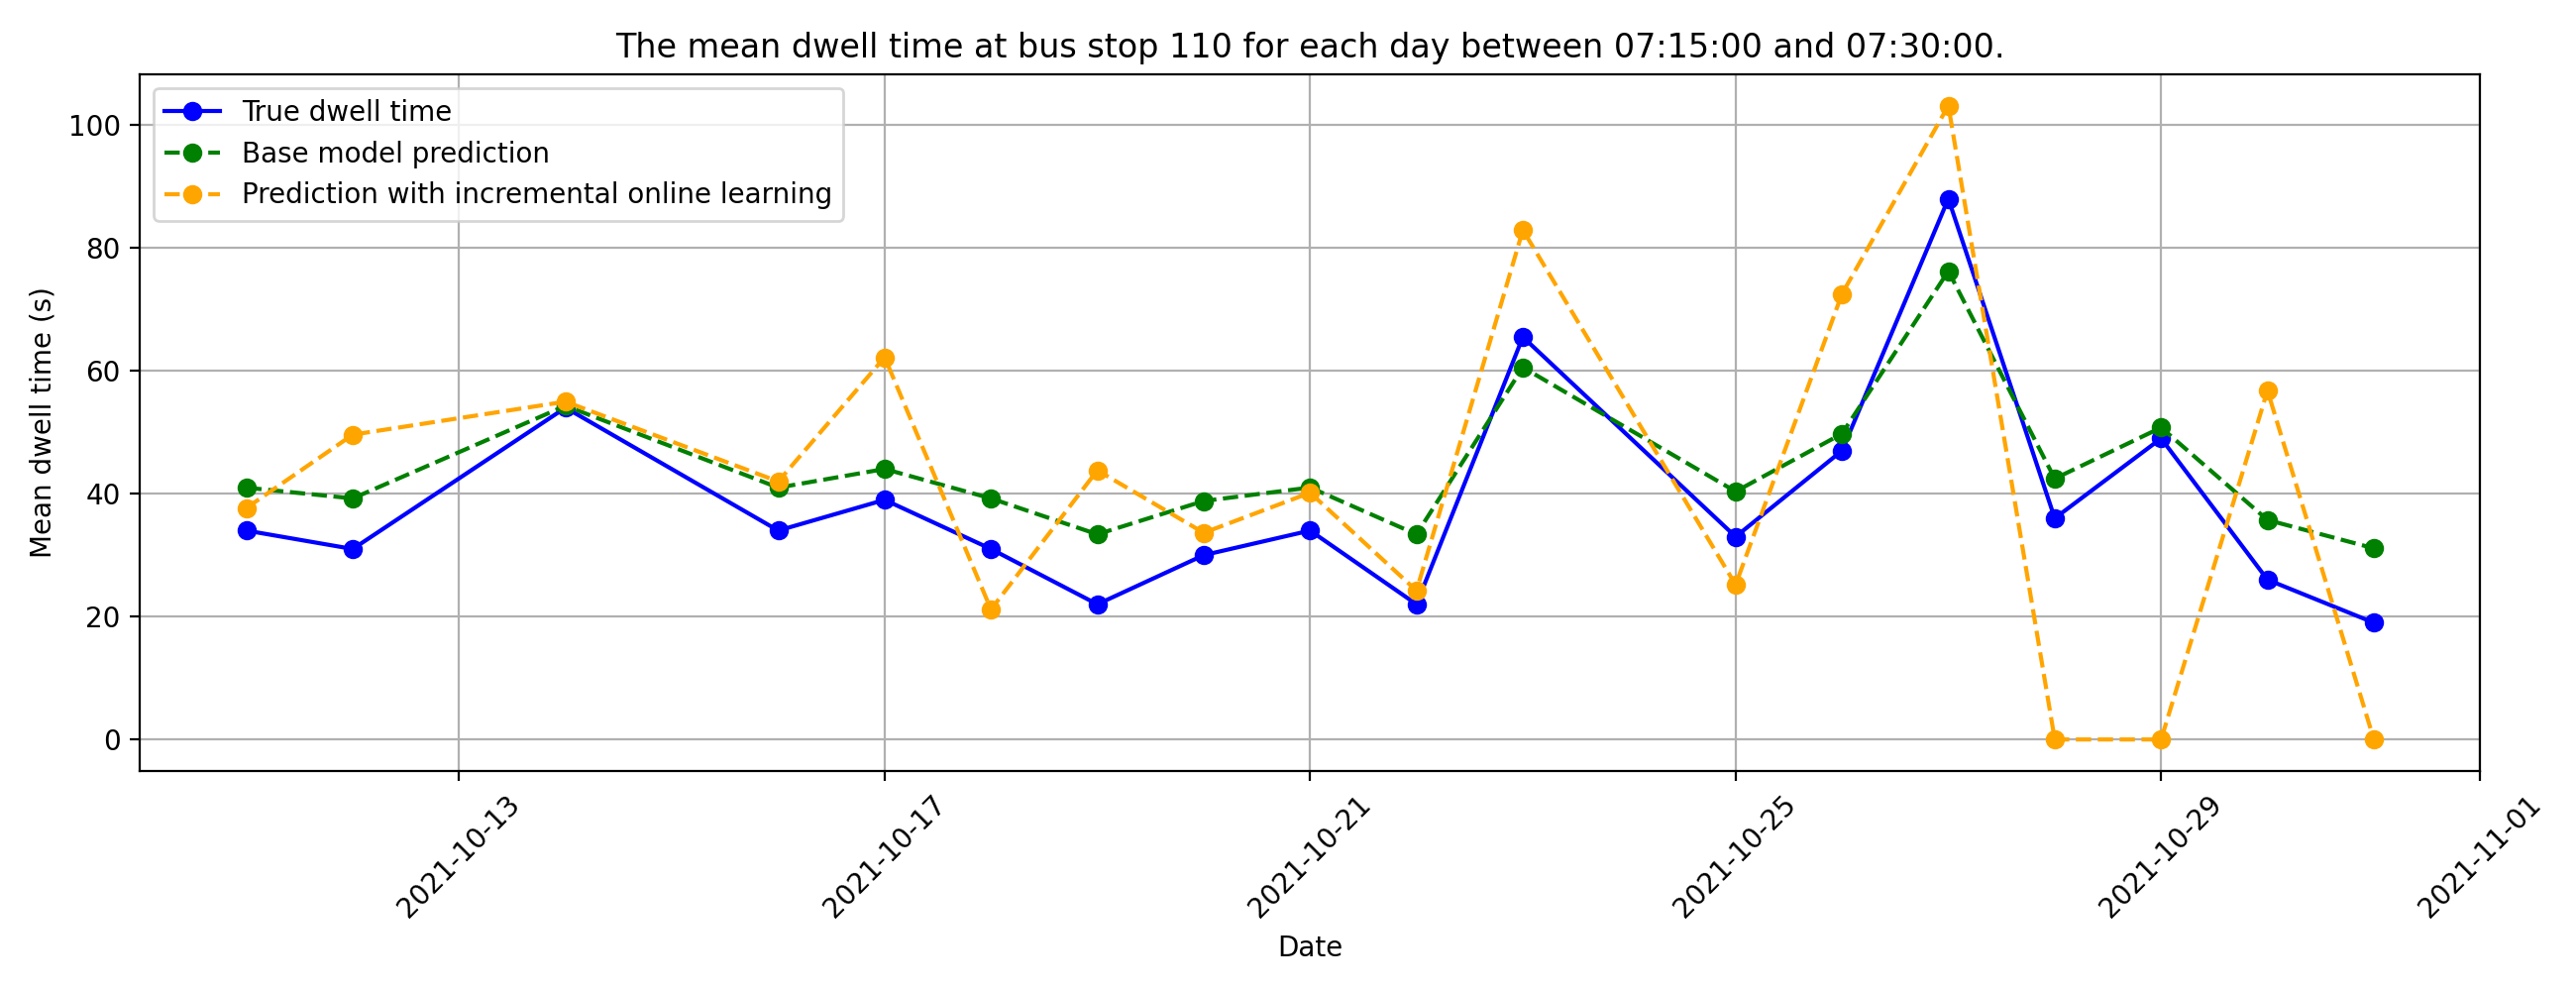 The mean dwell time at bus stop 110 for each day between 07:15:00 and 07:30:00.
True dwell time
Base model prediction
Prediction with incremental online learning
Mean dwell time (s)
100
80
60
40
20
0
2021-10-13
2021-10-17
2021-10-21
2021-10-25
2021-10-29
2021-11-01
Date